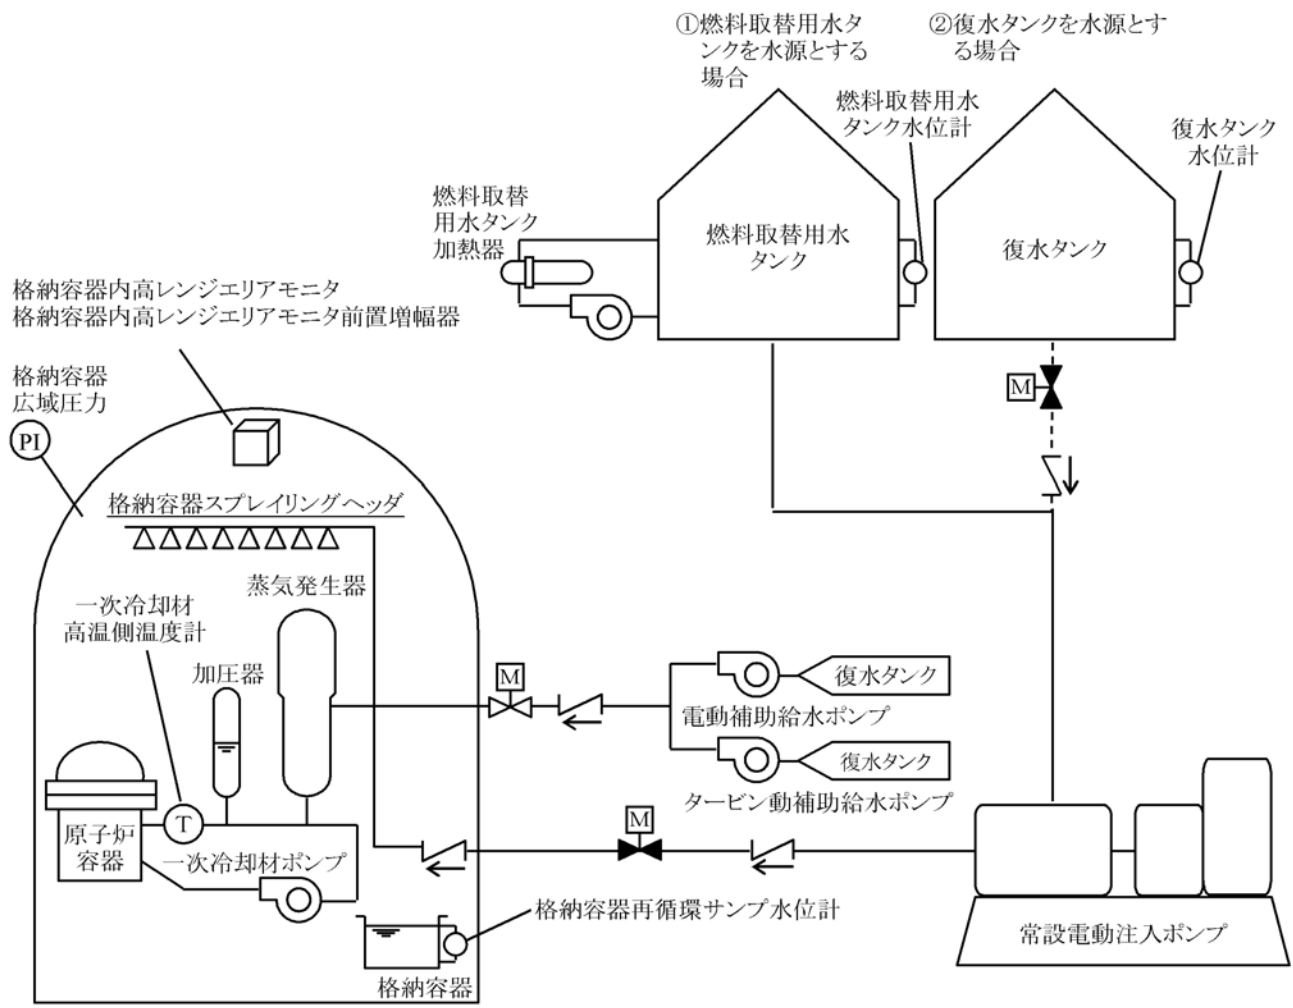 ①燃料取替用水タ
ンクを水源とする
場合
②復水タンクを水源とす
る場合
燃料取替用水
タンク水位計
復水タンク
水位計
燃料取替
用水タンク
加熱器
燃料取替用水
タンク
復水タンク
格納容器内高レンジエリアモニタ
格納容器内高レンジエリアモニタ前置増幅器
格納容器
広域圧力
PI
M
格納容器スプレイリングヘッダ
蒸気発生器
一次冷却材
高温側温度計
加圧器
M
復水タンク
電動補助給水ポンプ
復水タンク
タービン動補助給水ポンプ
M
原子炉
容器
T
一次冷却材ポンプ
格納容器再循環サンプ水位計
格納容器
常設電動注入ポンプ